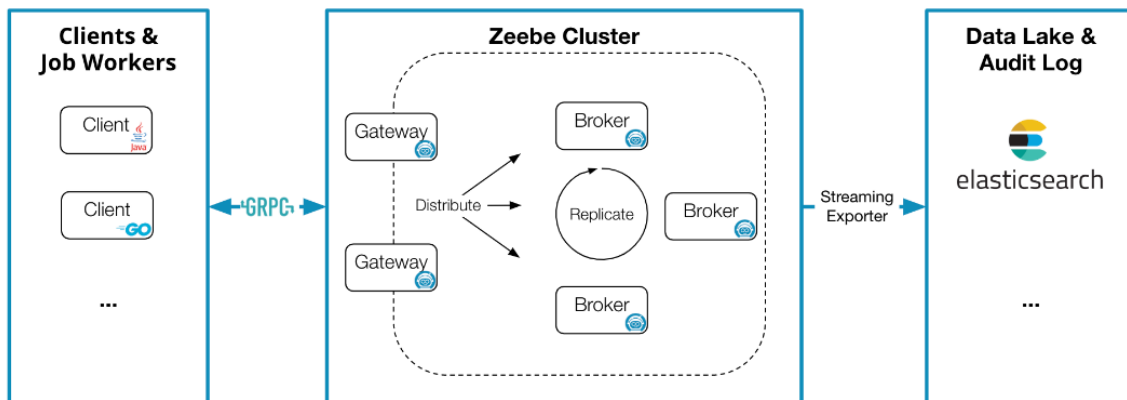 Clients &
Job Workers
Client
Java
Client
GO
...
GRPC
Zeebe Cluster
Gateway
Gateway
Distribute
Broker
Replicate
Broker
Broker
Streaming
Exporter
Data Lake &
Audit Log
elasticsearch
...